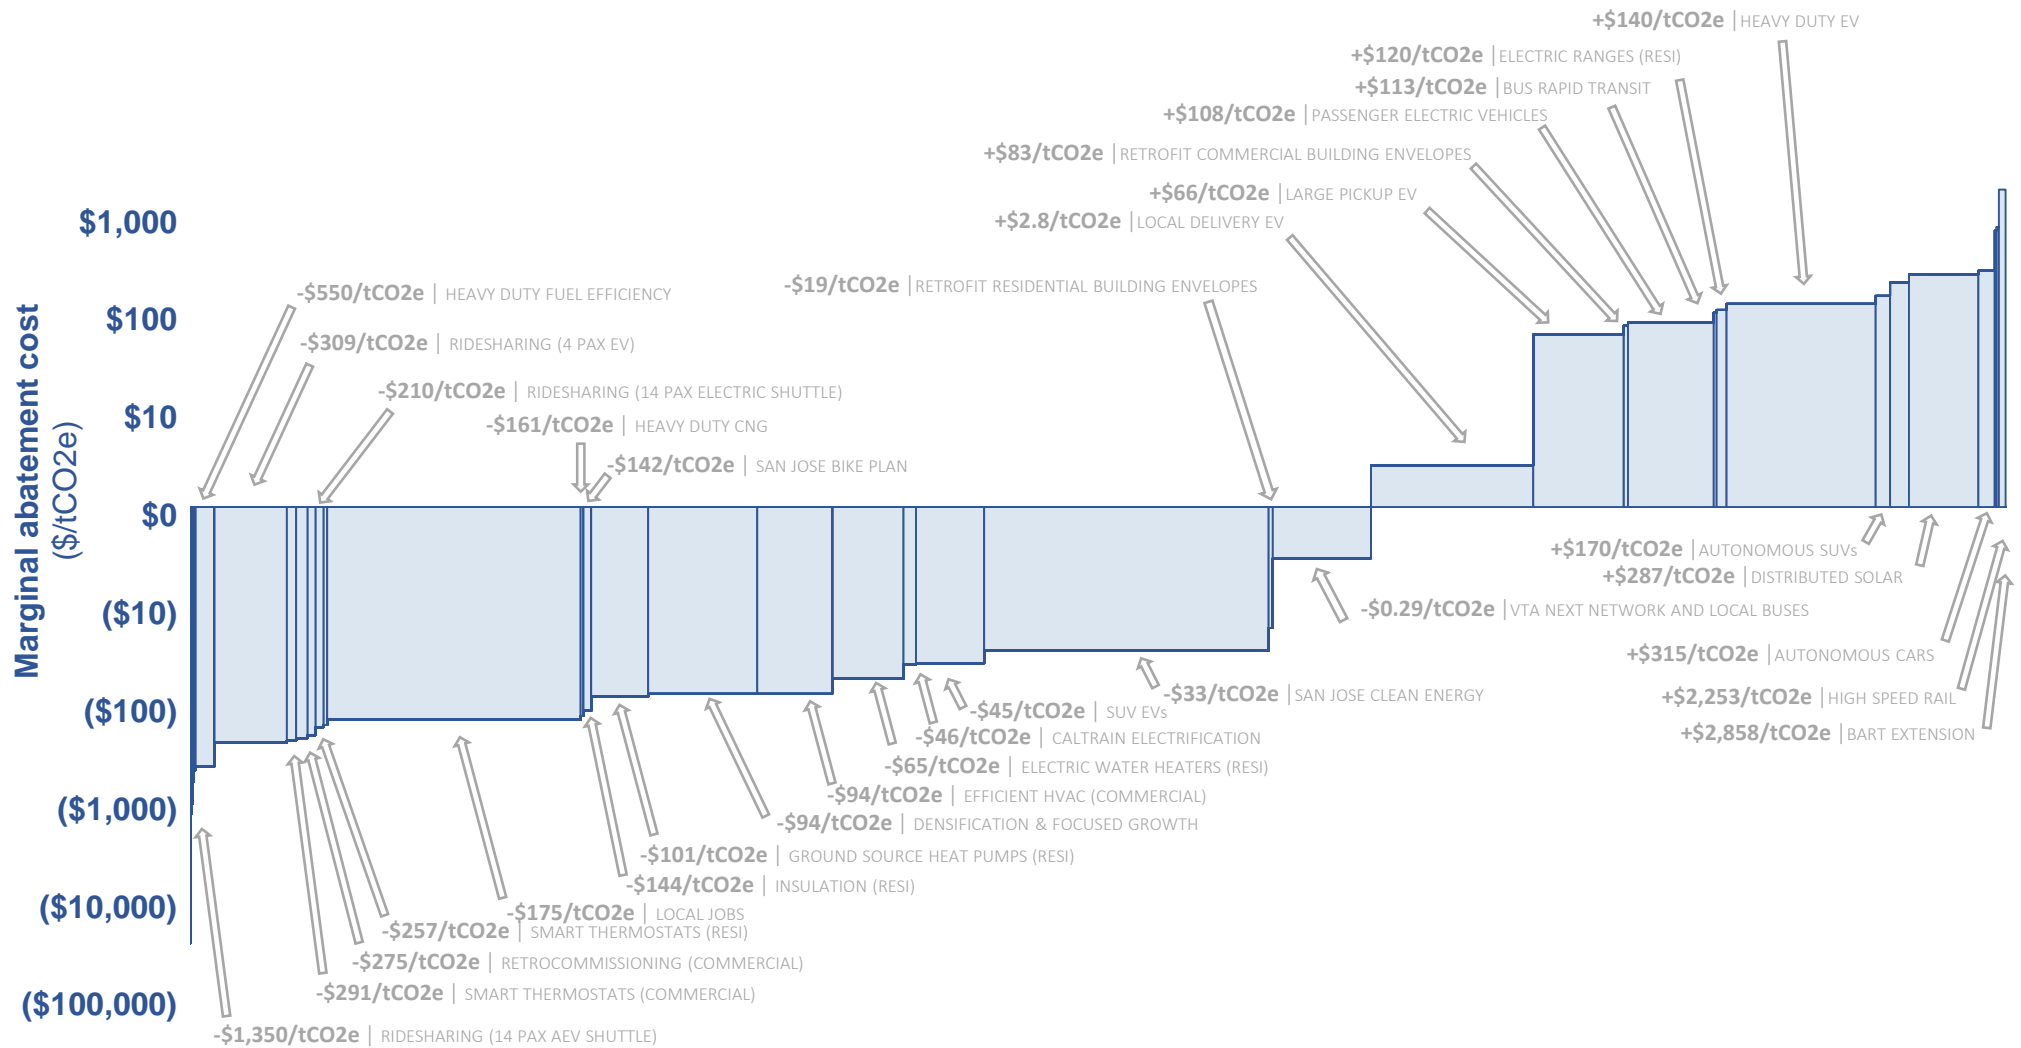 +$140/tCO2e | HEAVY DUTY EV
+$120/tCO2e | ELECTRIC RANGES (RESI)
+$113/tCO2e | BUS RAPID TRANSIT
+$108/tCO2e | PASSENGER ELECTRIC VEHICLES
+$83/tCO2e | RETROFIT COMMERCIAL BUILDING ENVELOPES
+$66/tCO2e | LARGE PICKUP EV
+$2.8/tCO2e | LOCAL DELIVERY EV
-$19/tCO2e | RETROFIT RESIDENTIAL BUILDING ENVELOPES
-$550/tCO2e | HEAVY DUTY FUEL EFFICIENCY
-$309/tCO2e | RIDESHARING (4 PAX EV)
-$210/tCO2e | RIDESHARING (14 PAX ELECTRIC SHUTTLE)
-$161/tCO2e | HEAVY DUTY CNG
-$142/tCO2e | SAN JOSE BIKE PLAN
Marginal abatement cost
($/tCO2e)
$1,000
$100
$10
$0
($10)
($100)
($1,000)
($10,000)
($100,000)
+$170/tCO2e | AUTONOMOUS SUVs
+$287/tCO2e | DISTRIBUTED SOLAR
-$0.29/tCO2e | VTA NEXT NETWORK AND LOCAL BUSES
+$315/tCO2e | AUTONOMOUS CARS
+$2,253/tCO2e | HIGH SPEED RAIL
+$2,858/tCO2e | BART EXTENSION
-$33/tCO2e | SAN JOSE CLEAN ENERGY
-$45/tCO2e | SUV EVs
-$46/tCO2e | CALTRAIN ELECTRIFICATION
-$65/tCO2e | ELECTRIC WATER HEATERS (RESI)
-$94/tCO2e | EFFICIENT HVAC (COMMERCIAL)
-$94/tCO2e | DENSIFICATION & FOCUSED GROWTH
-$101/tCO2e | GROUND SOURCE HEAT PUMPS (RESI)
-$144/tCO2e | INSULATION (RESI)
-$175/tCO2e | LOCAL JOBS
-$257/tCO2e | SMART THERMOSTATS (RESI)
-$275/tCO2e | RETROCOMMISSIONING (COMMERCIAL)
-$291/tCO2e | SMART THERMOSTATS (COMMERCIAL)
-$1,350/tCO2e | RIDESHARING (14 PAX AEV SHUTTLE)